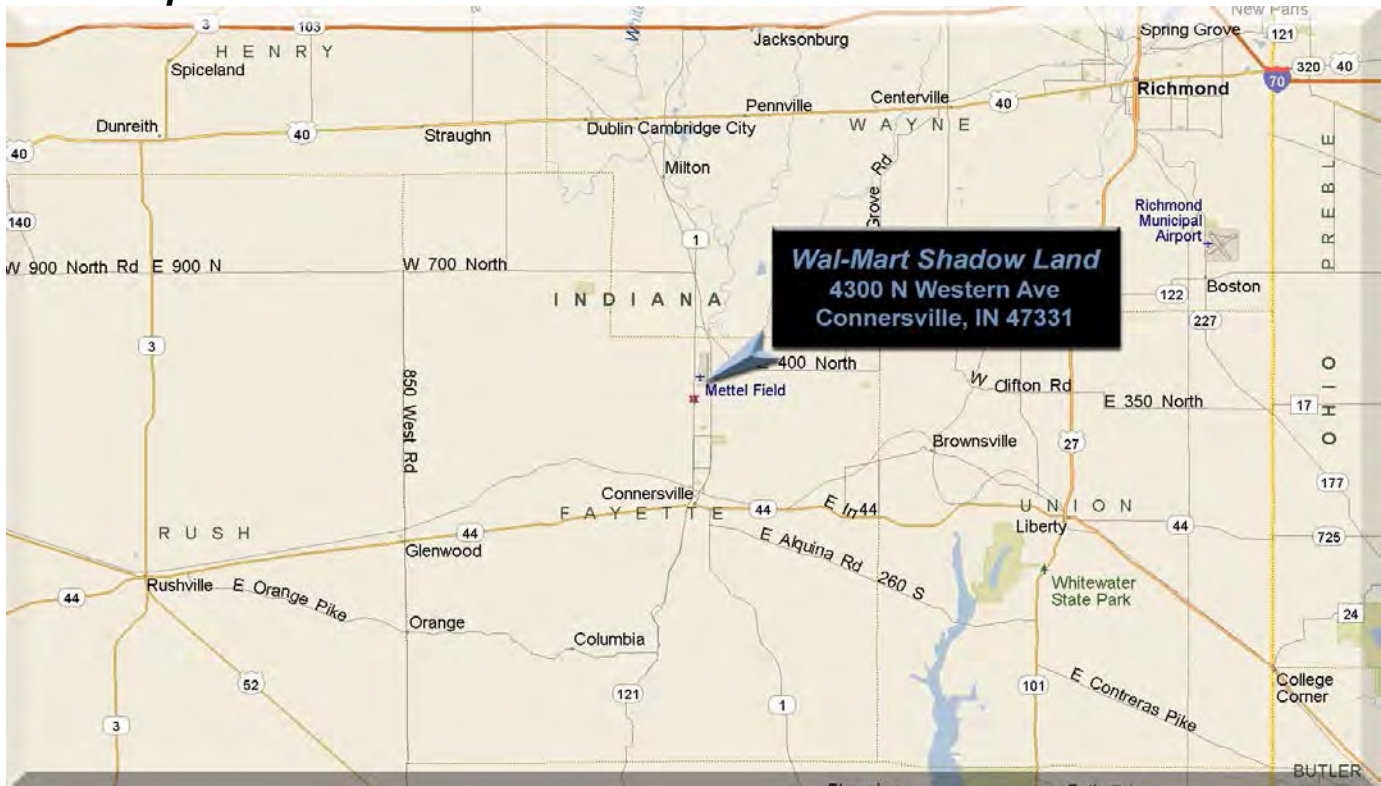 New Paris
3
103
HENRY
Spiceland
Jacksonburg
Spring Grove
121
320
40
70
Richmond
Dunreith
40
40
Straughn
Dublin
Cambridge City
Pennville
Centerville
40
WAYNE
PREBLE
Milton
Grove Rd
Richmond
Municipal
Airport
140
1
W 900 North Rd
E 900 N
W 700 North
INDIANA
Wal-Mart Shadow Land
4300 N Western Ave
Connersville, IN 47331
122
Boston
227
3
400 North
Mettel Field
W Clifton Rd
E 350 North
17
OHIO
850 West Rd
Brownsville
27
177
Connersville
FAYETTE
44
E In 44
UNION
Liberty
44
725
RUSH
44
Glenwood
E Alquina Rd
260 S
Whitewater
State Park
Rushville
44
E Orange Pike
Orange
Columbia
24
52
121
1
101
E Contreras Pike
College
Corner
3
BUTLER